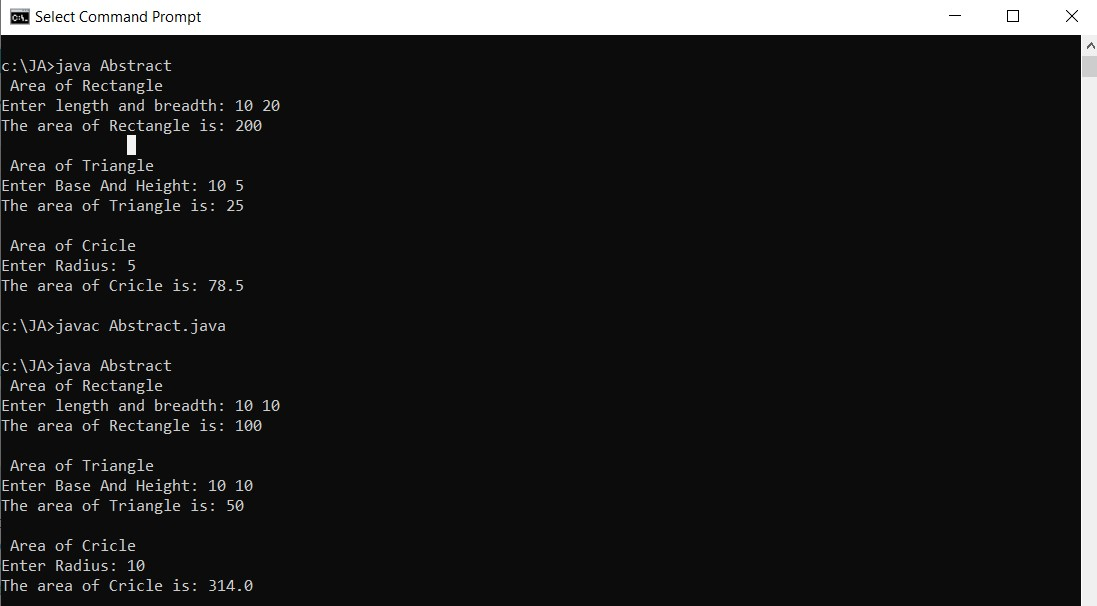 Select Command Prompt
c:\JA>java Abstract
Area of Rectangle
Enter length and breadth: 10 20
The area of Rectangle is: 200
Area of Triangle
Enter Base And Height: 10 5
The area of Triangle is: 25
Area of Cricle
Enter Radius: 5
The area of Cricle is: 78.5
c:\JA>javac Abstract.java
c:\JA>java Abstract
Area of Rectangle
Enter length and breadth: 10 10
The area of Rectangle is: 100
Area of Triangle
Enter Base And Height: 10 10
The area of Triangle is: 50
Area of Cricle
Enter Radius: 10
The area of Cricle is: 314.0